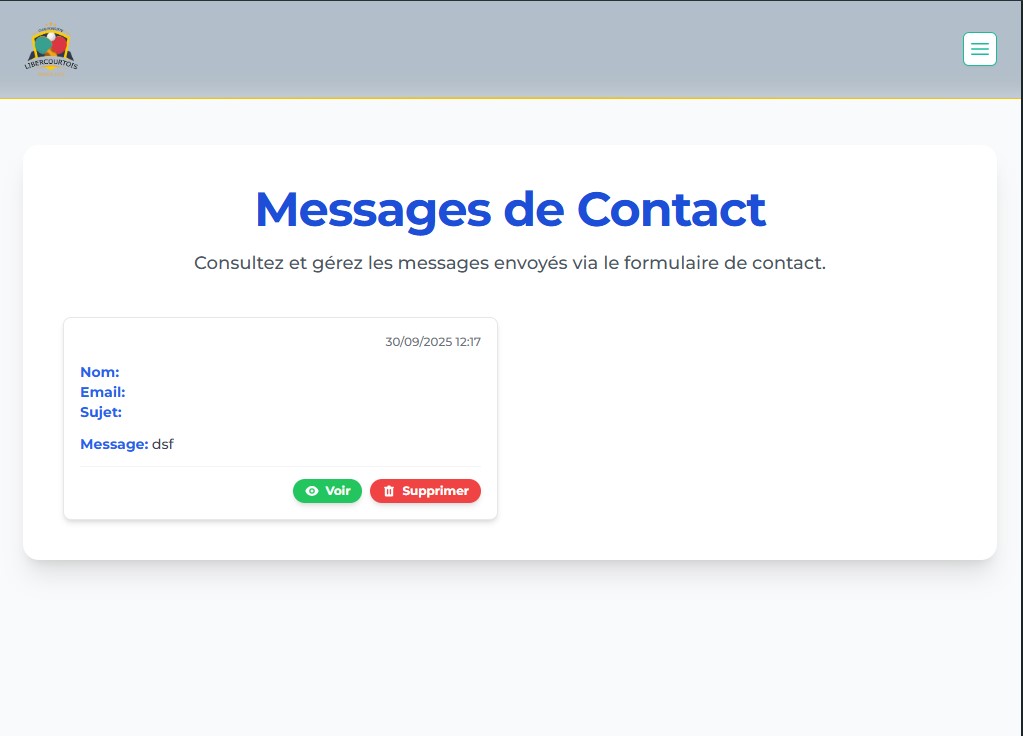 LIBERCOURTOIS
Messages de Contact
Consultez et gérez les messages envoyés via le formulaire de contact.
30/09/2025 12:17
Nom:
Email:
Sujet:
Message: dsf
Voir
Supprimer